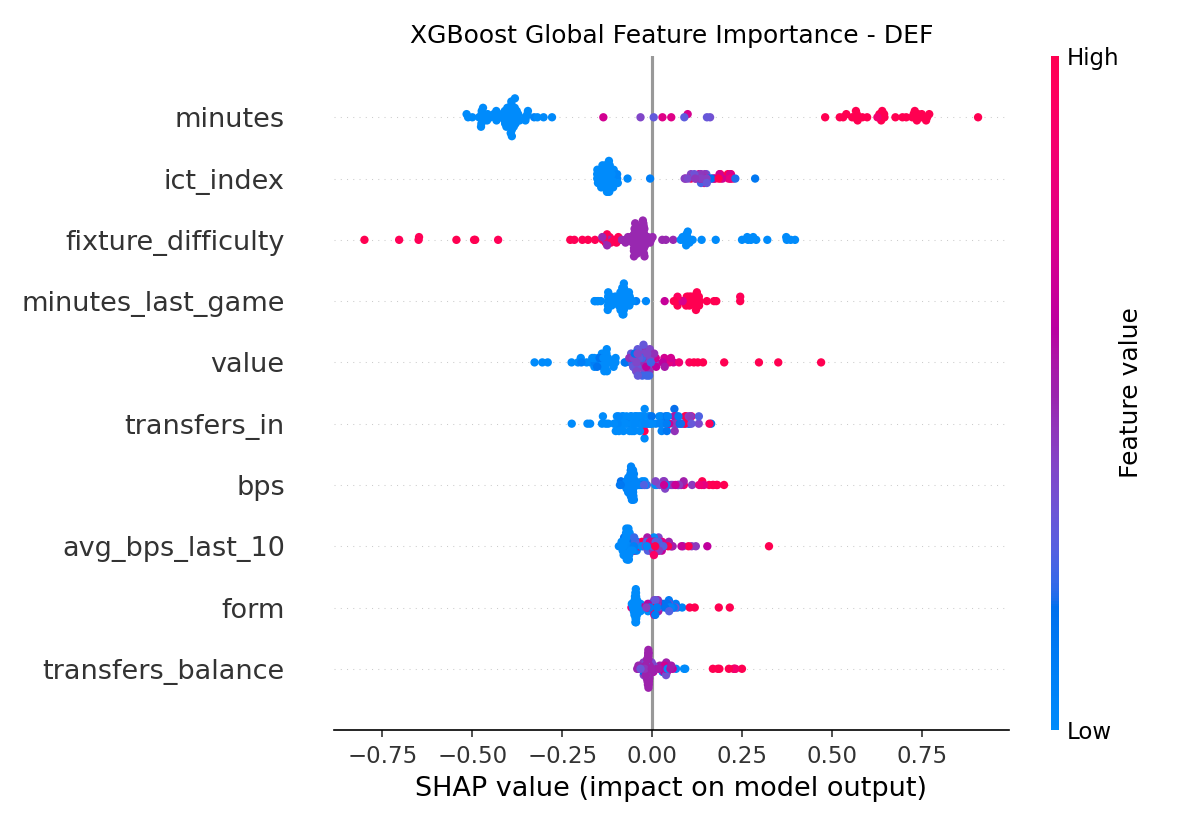 XGBoost Global Feature Importance - DEF
High
minutes
ict_index
fixture_difficulty
minutes_last_game
value
transfers_in
bps
avg_bps_last_10
form
transfers_balance
Feature value
Low
−0.75 −0.50 −0.25 0.00 0.25 0.50 0.75
SHAP value (impact on model output)